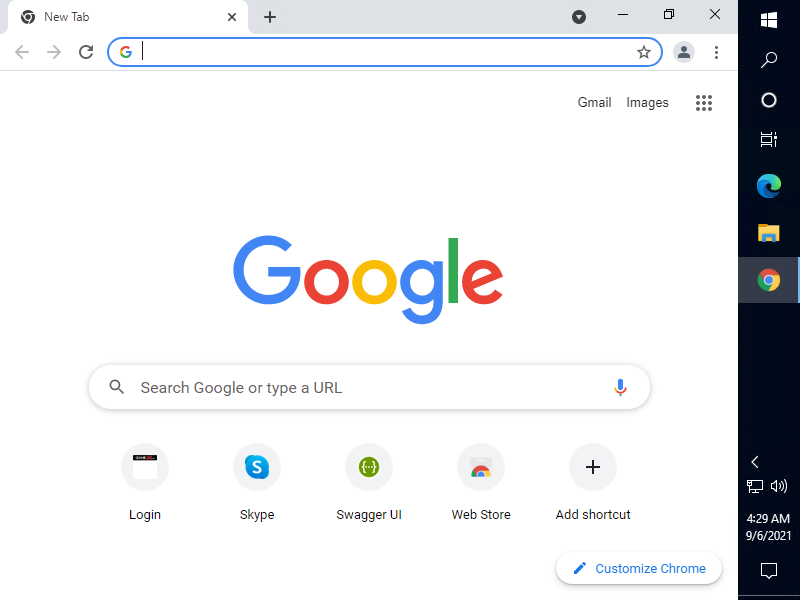 New Tab
Gmail
Images
Google
Search Google or type a URL
Login
Skype
Swagger UI
Web Store
Add shortcut
Customize Chrome
4:29 AM
9/6/2021